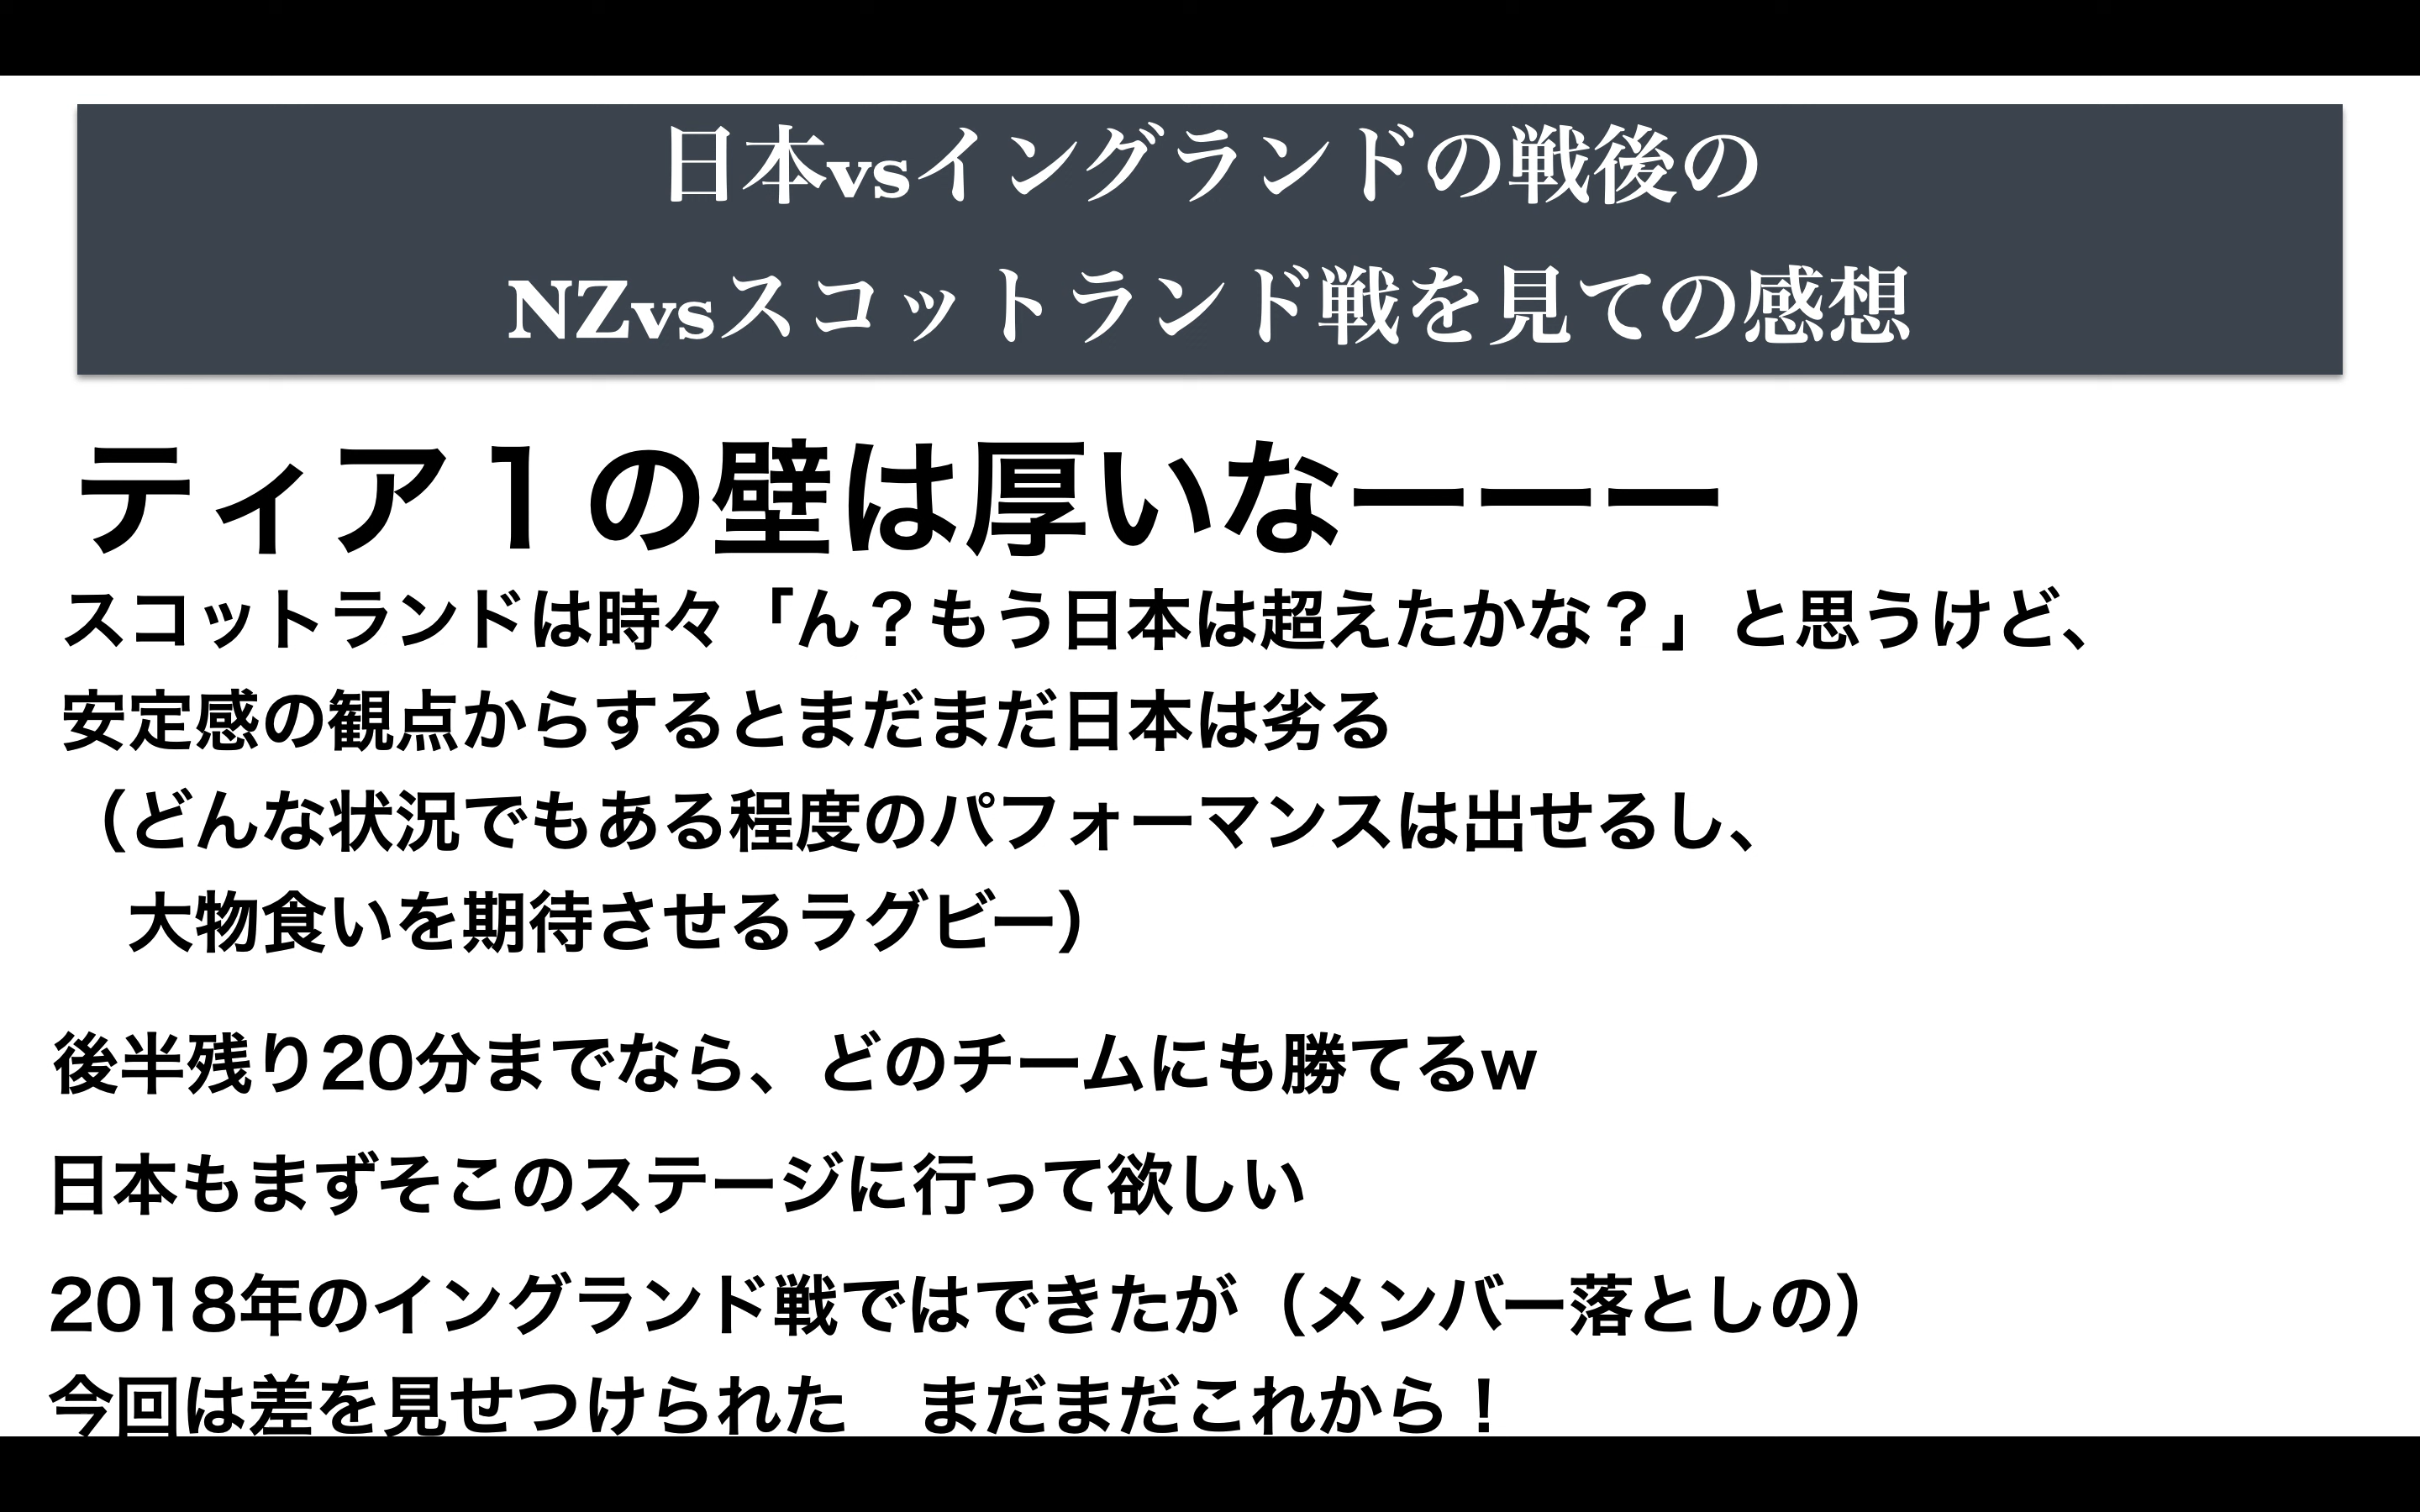 日本vsイングランドの戦後の
NZvsスコットランド戦を見ての感想
ティア１の壁は厚いなーーー
スコットランドは時々「ん？もう日本は超えたかな？」と思うけど、
安定感の観点からするとまだまだ日本は劣る
（どんな状況でもある程度のパフォーマンスは出せるし、
大物食いを期待させるラグビー）
後半残り20分までなら、どのチームにも勝てるw
日本もまずそこのステージに行って欲しい
2018年のイングランド戦ではできたが（メンバー落としの）
今回は差を見せつけられた　まだまだこれから！